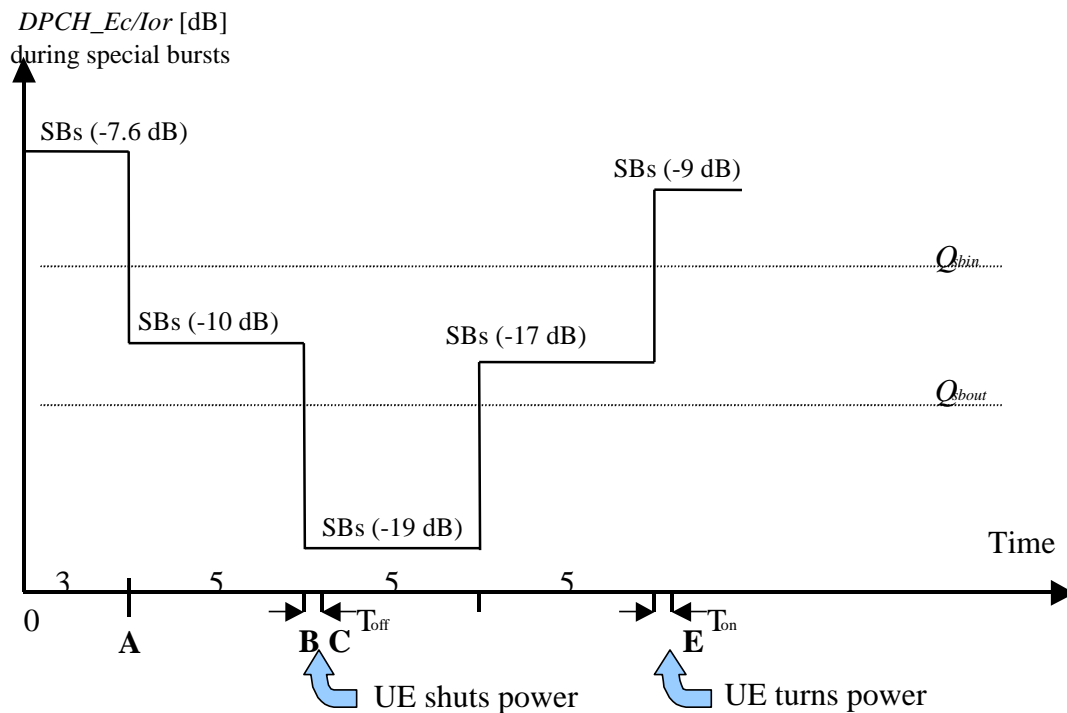 DPCH_Ec/Ior [dB]
during special bursts
SBs (-7.6 dB)
SBs (-9 dB)
Qsbin
SBs (-10 dB)
SBs (-17 dB)
Qsbout
SBs (-19 dB)
Time
3 5 5 5
0 A B C Toff E Ton
UE shuts power
UE turns power